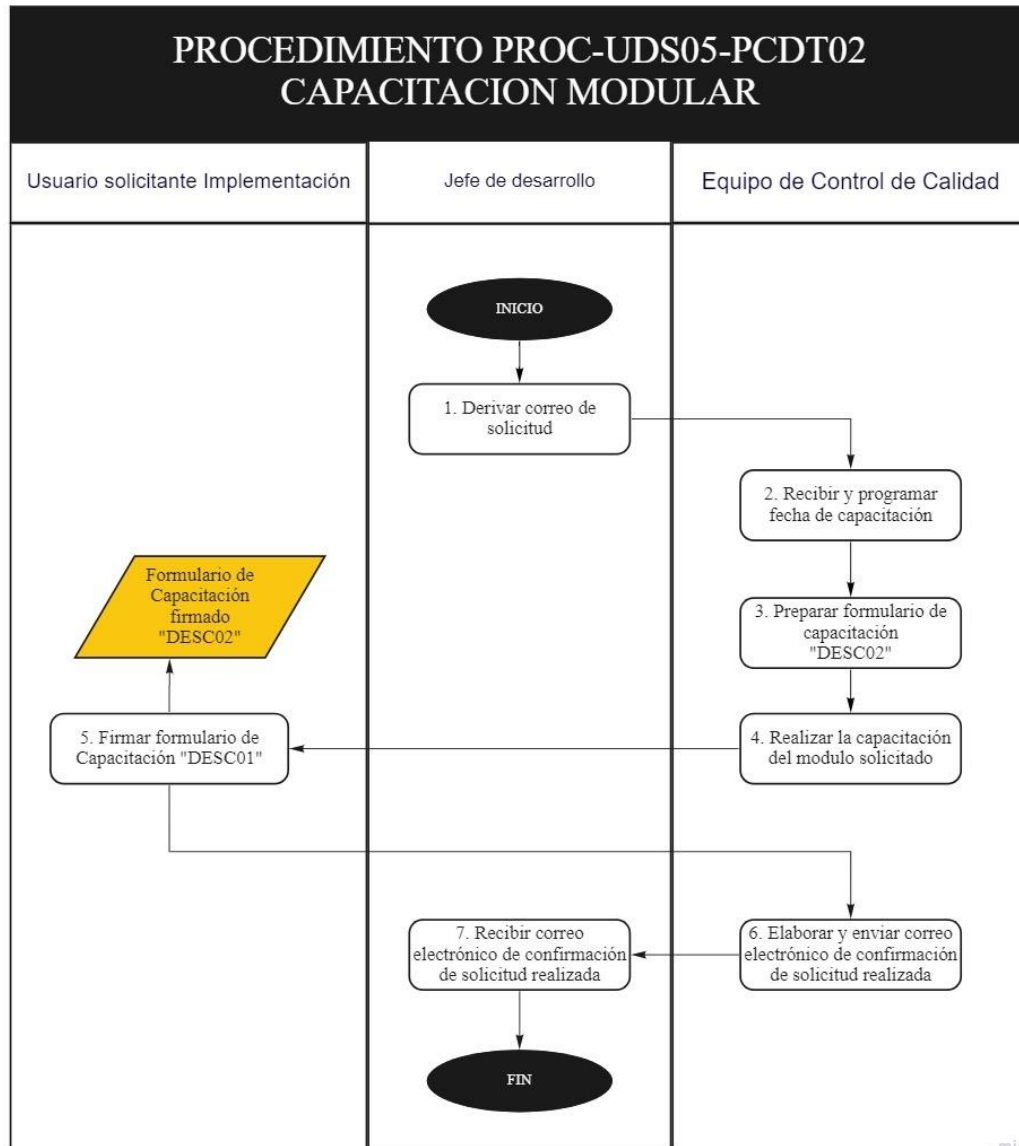 PROCEDIMIENTO PROC-UDS05-PCDT02
CAPACITACION MODULAR
Usuario solicitante Implementación
Jefe de desarrollo
Equipo de Control de Calidad
INICIO
1. Derivar correo de
solicitud
2. Recibir y programar
fecha de capacitación
Formulario de
Capacitación
firmado
"DESC02"
3. Preparar formulario de
capacitación
"DESC02"
5. Firmar formulario de
Capacitación "DESC01"
4. Realizar la capacitación
del modulo solicitado
7. Recibir correo
electrónico de confirmación
de solicitud realizada
6. Elaborar y enviar correo
electrónico de confirmación
de solicitud realizada
FIN